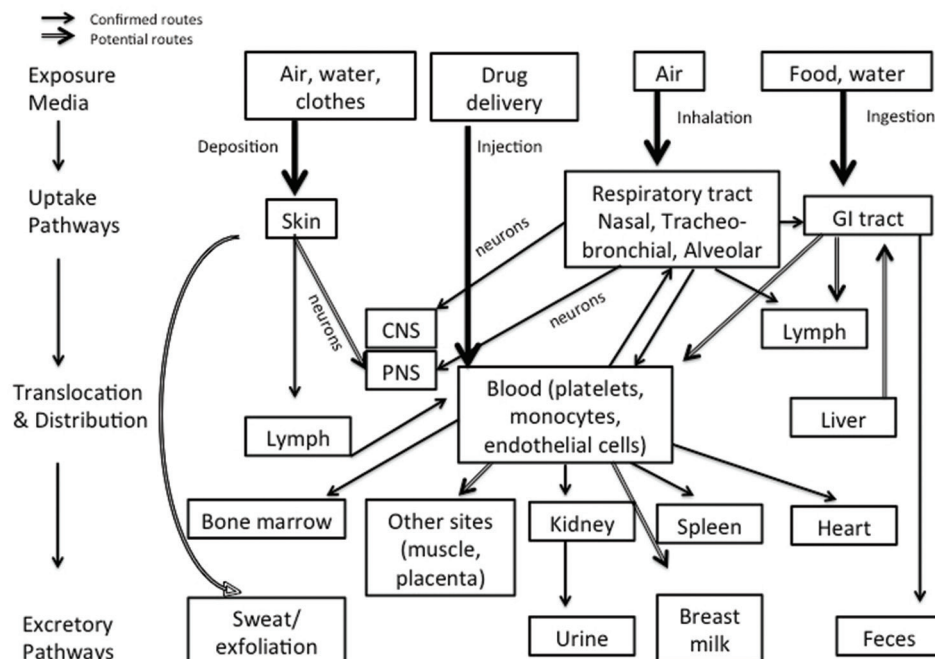 Confirmed routes
Potential routes
Exposure
Media
Air, water,
clothes
Drug
delivery
Air
Food, water
Deposition
Injection
Inhalation
Ingestion
Uptake
Pathways
Skin
Respiratory tract
Nasal, Tracheo-
bronchial, Alveolar
GI tract
neurons
neurons
neurons
CNS
PNS
Lymph
Translocation
& Distribution
Lymph
Blood (platelets,
monocytes,
endothelial cells)
Liver
Bone marrow
Other sites
(muscle,
placenta)
Kidney
Spleen
Heart
Excretory
Pathways
Sweat/
exfoliation
Urine
Breast
milk
Feces